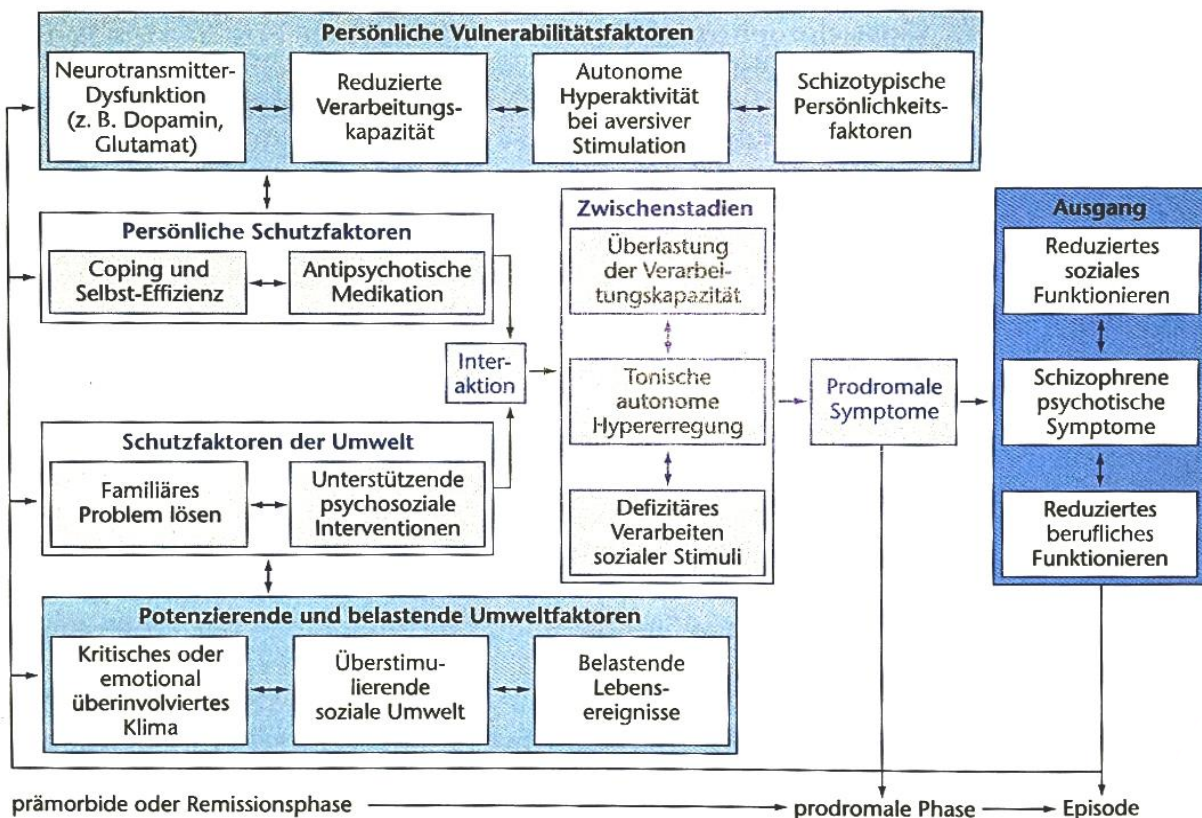 Persönliche Vulnerabilitätsfaktoren
Neurotransmitter-
Dysfunktion
(z. B. Dopamin,
Glutamat)
Reduzierte
Verarbeitungs-
kapazität
Autonome
Hyperaktivität
bei aversiver
Stimulation
Schizotypische
Persönlichkeits-
faktoren
Persönliche Schutzfaktoren
Coping und
Selbst-Effizienz
Antipsychotische
Medikation
Inter-
aktion
Schutzfaktoren der Umwelt
Familiäres
Problem lösen
Unterstützende
psychosoziale
Interventionen
Potenzierende und belastende Umweltfaktoren
Kritisches oder
emotional
überinvolviertes
Klima
Überstimu-
lierende
soziale Umwelt
Belastende
Lebens-
ereignisse
Zwischenstadien
Überlastung
der Verarbei-
tungskapazität
Tonische
autonome
Hypererregung
Defizitäres
Verarbeiten
sozialer Stimuli
Prodromale
Symptome
Ausgang
Reduziertes
soziales
Funktionieren
Schizophrene
psychotische
Symptome
Reduziertes
berufliches
Funktionieren
prämorbide oder Remissionsphase
prodromale Phase
Episode